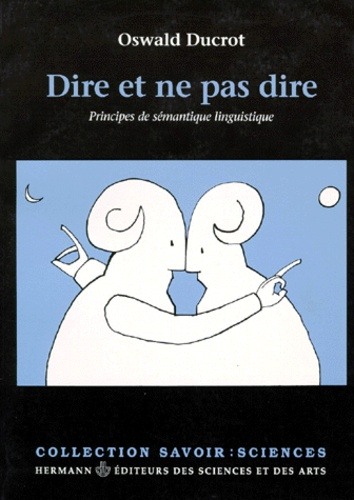 Oswald Ducrot
Dire et ne pas dire
Principes de sémantique linguistique
COLLECTION SAVOIR : SCIENCES
HERMANN ÉDITEURS DES SCIENCES ET DES ARTS